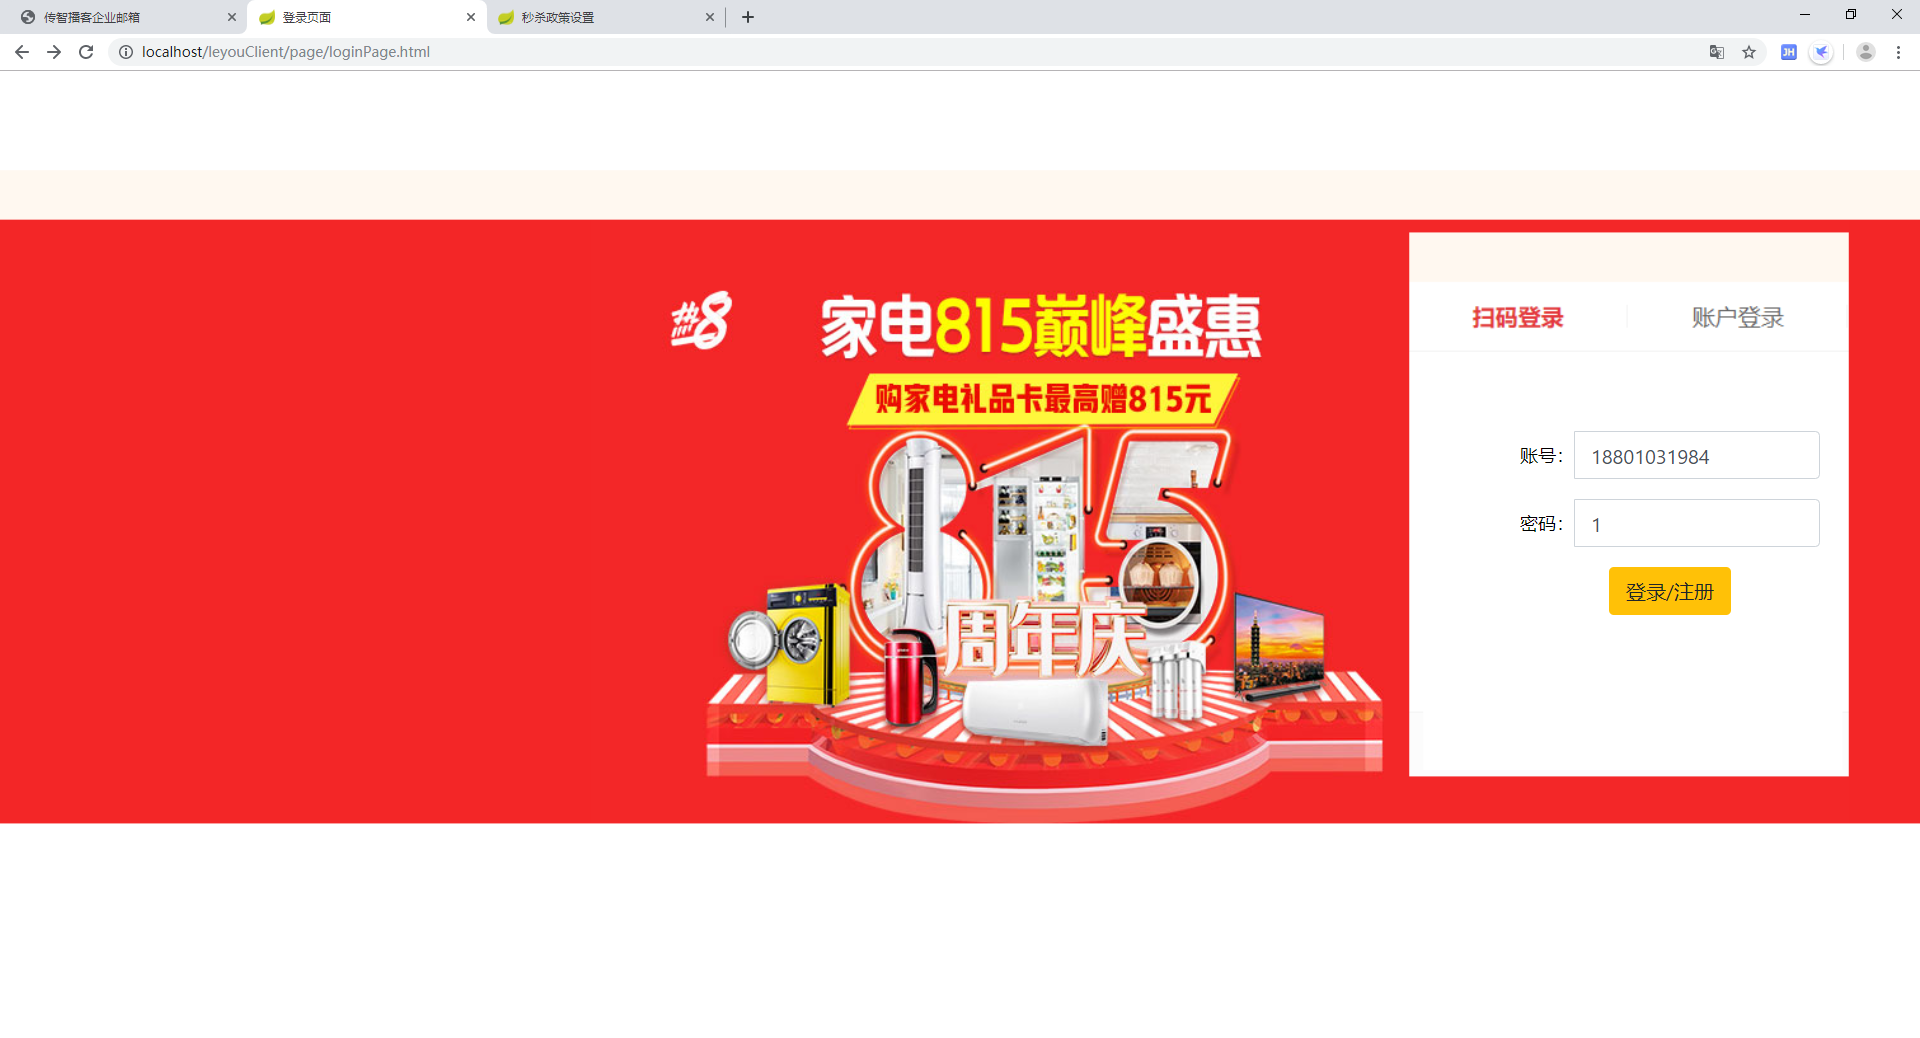 传智播客企业邮箱
登录页面
秒杀政策设置
localhost/leyouClient/page/loginPage.html
JH
#8
家电815巅峰盛惠
购家电礼品卡最高赠815元
815
周年庆
扫码登录
账户登录
账号:
18801031984
密码:
1
登录/注册